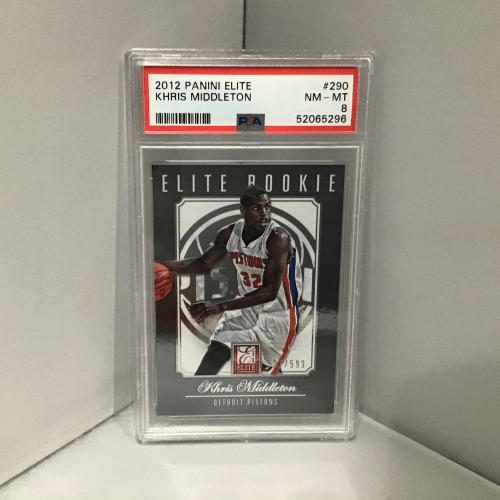 2012 PANINI ELITE #290
KHRIS MIDDLETON NM - MT
8
PSA 52065296
ELITE ROOKIE
PISTONS
32
E
ELITE
/593
Khris Middleton
DETROIT PISTONS